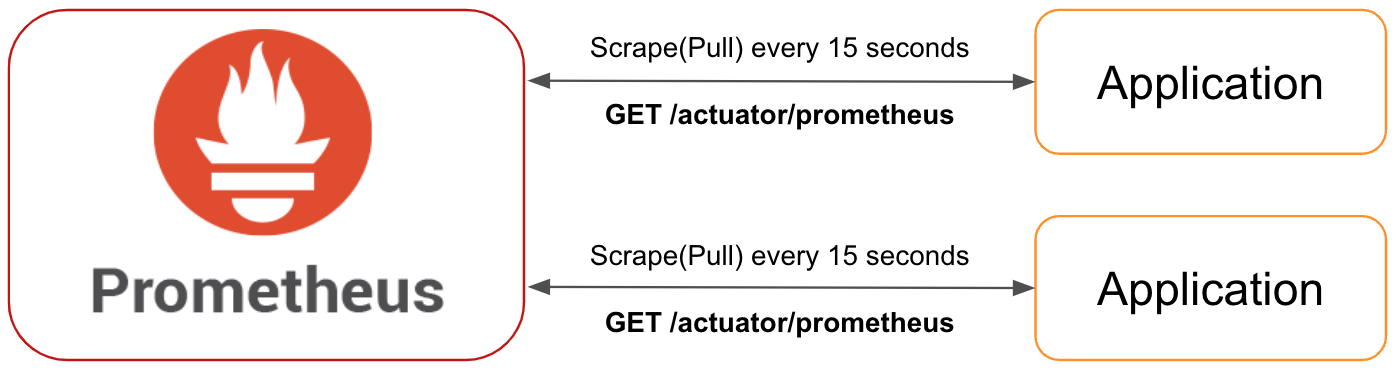 Scrape(Pull) every 15 seconds
GET /actuator/prometheus
Application
Prometheus
Scrape(Pull) every 15 seconds
GET /actuator/prometheus
Application